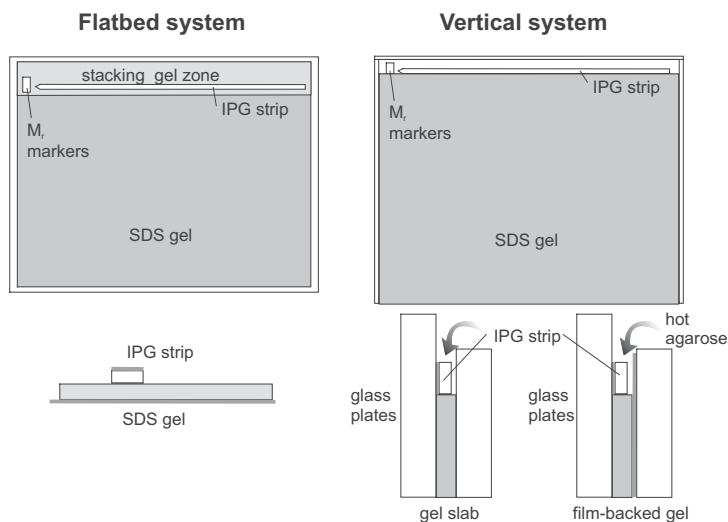 Flatbed system
Vertical system
stacking gel zone
IPG strip
Mr
markers
SDS gel
IPG strip
Mr
markers
SDS gel
IPG strip
SDS gel
IPG strip
hot
agarose
glass
plates
glass
plates
gel slab
film-backed gel